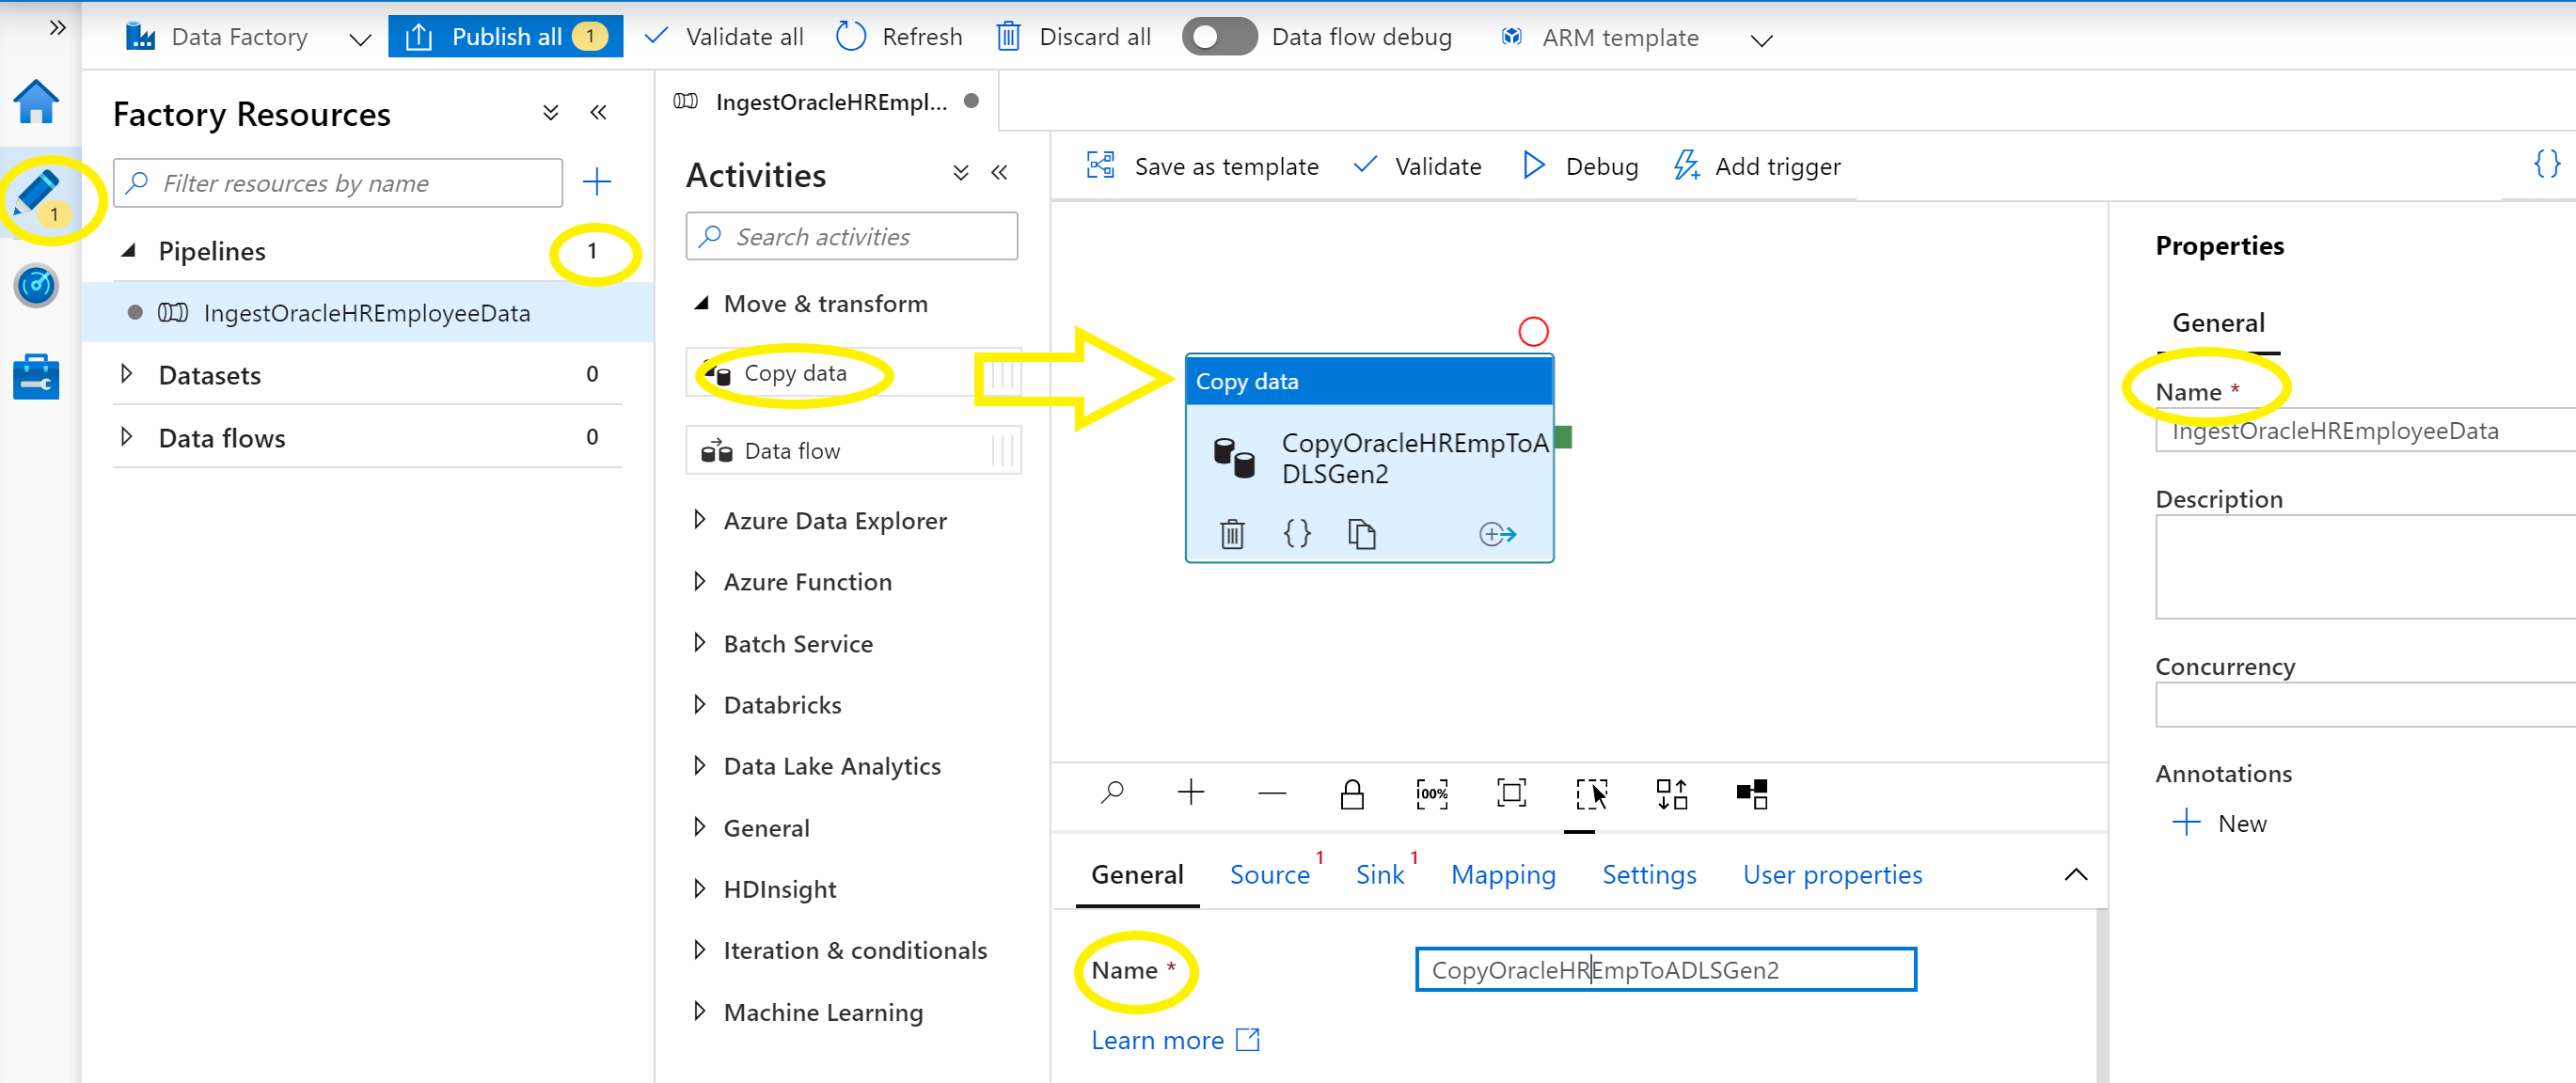 Data Factory
Publish all 1
Validate all
Refresh
Discard all
Data flow debug
ARM template
1
Factory Resources
Filter resources by name
Pipelines 1
IngestOracleHREmployeeData
Datasets 0
Data flows 0
IngestOracleHREmpl...
Activities
Search activities
Move & transform
Copy data
Data flow
Azure Data Explorer
Azure Function
Batch Service
Databricks
Data Lake Analytics
General
HDInsight
Iteration & conditionals
Machine Learning
Save as template
Validate
Debug
Add trigger
{}
Copy data
CopyOracleHREmpToA
DLSGen2
{}
100%
General
Source 1
Sink 1
Mapping
Settings
User properties
Name *
CopyOracleHREmpToADLSGen2
Learn more
Properties
General
Name *
IngestOracleHREmployeeData
Description
Concurrency
Annotations
New